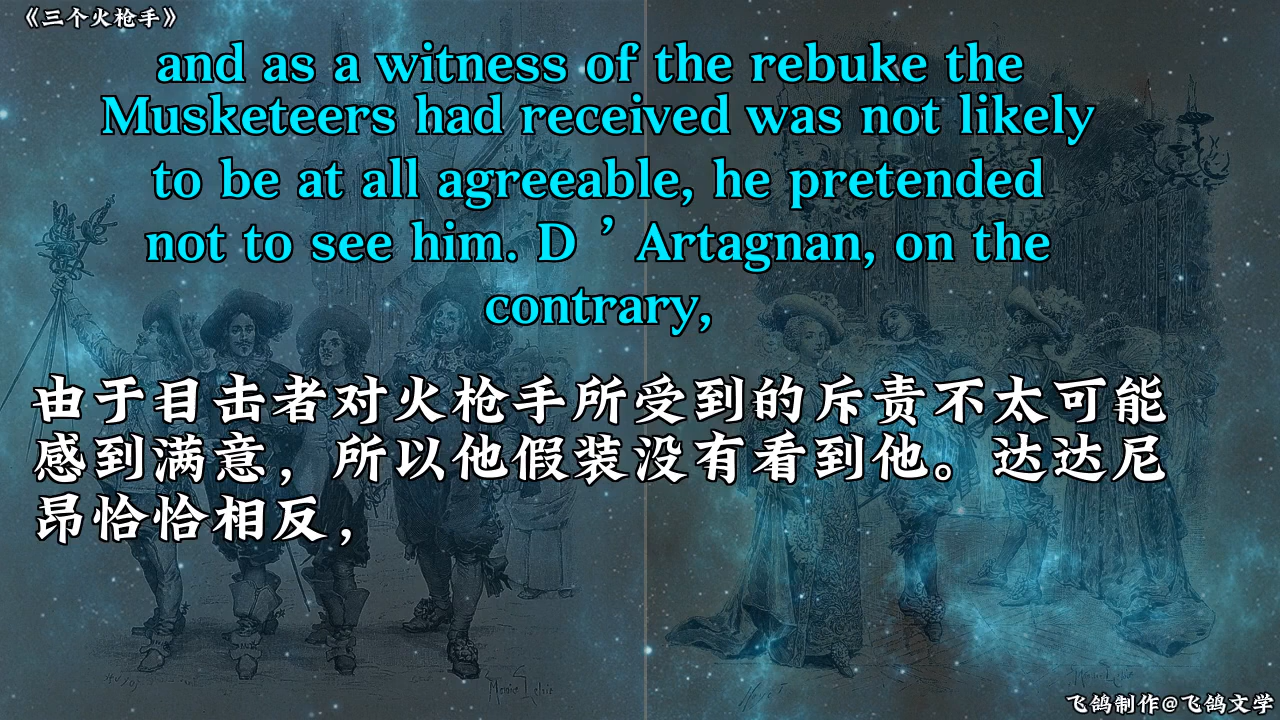 《三个火枪手》
and as a witness of the rebuke the
Musketeers had received was not likely
to be at all agreeable, he pretended
not to see him. D ’ Artagnan, on the
contrary,
由于目击者对火枪手所受到的斥责不太可能
感到满意，所以他假装没有看到他。达达尼
昂恰恰相反，
飞鸽制作@飞鸽文学